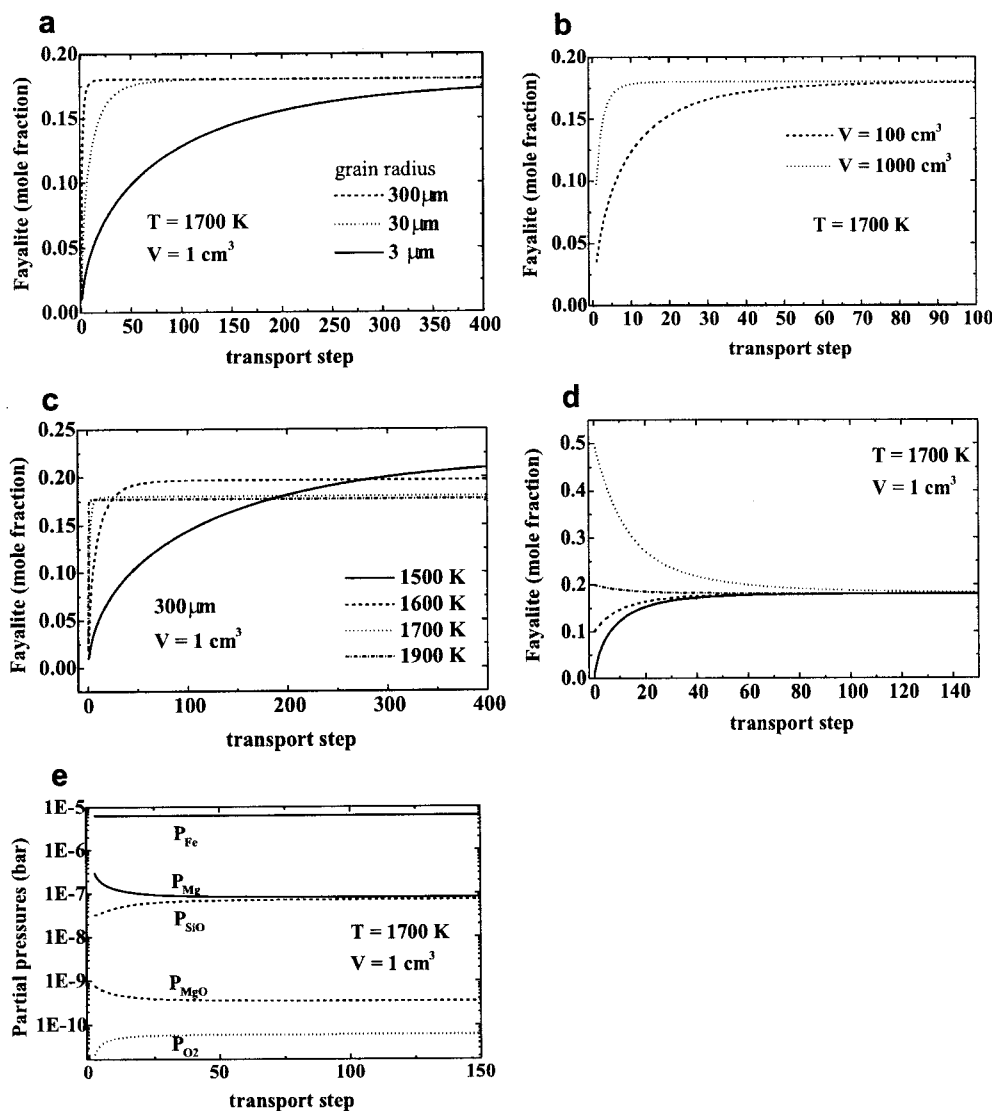 a
0.20
0.15
0.10
0.05
0.00
Fayalite (mole fraction)
grain radius
300μm
30μm
3 μm
T = 1700 K
V = 1 cm³
0 50 100 150 200 250 300 350 400
transport step
b
0.20
0.15
0.10
0.05
0.00
Fayalite (mole fraction)
V = 100 cm³
V = 1000 cm³
T = 1700 K
0 10 20 30 40 50 60 70 80 90 100
transport step
c
0.25
0.20
0.15
0.10
0.05
0.00
Fayalite (mole fraction)
300μm
V = 1 cm³
1500 K
1600 K
1700 K
1900 K
0 100 200 300 400
transport step
d
0.5
0.4
0.3
0.2
0.1
0.0
Fayalite (mole fraction)
T = 1700 K
V = 1 cm³
0 20 40 60 80 100 120 140
transport step
e
1E-5
1E-6
1E-7
1E-8
1E-9
1E-10
Partial pressures (bar)
P_Fe
P_Mg
P_SiO
P_MgO
P_O2
T = 1700 K
V = 1 cm³
0 50 100 150
transport step